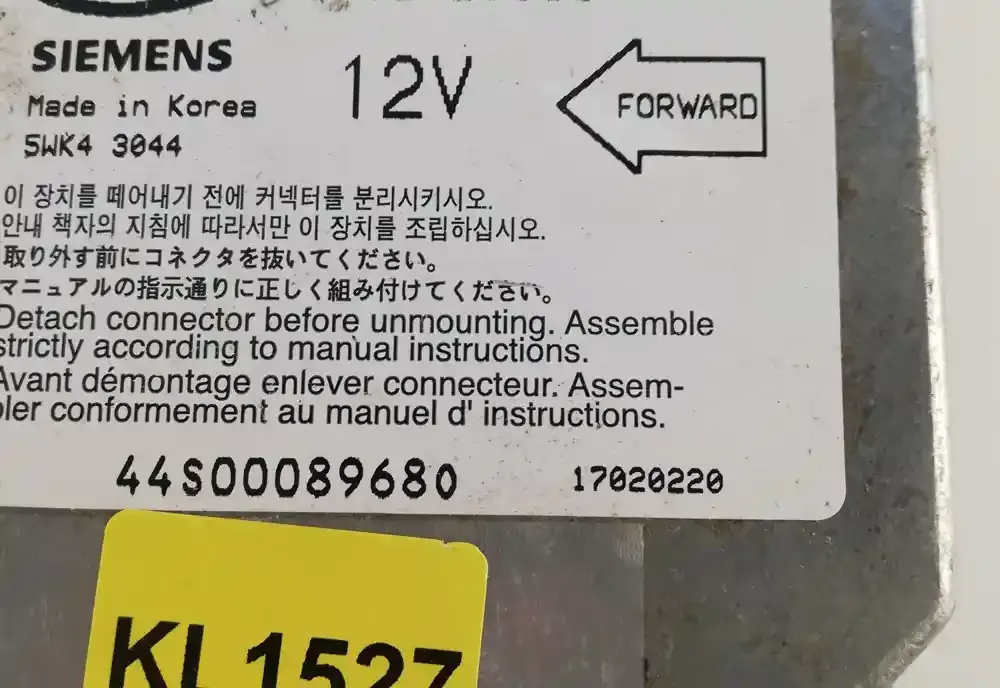 SIEMENS
12V
FORWARD
Made in Korea
5WK4 3044
이 장치를 떼어내기 전에 커넥터를 분리시키시오.
안내 책자의 지침에 따라서만 이 장치를 조립하십시오.
取り外す前にコネクタを抜いてください。
マニュアルの指示通りに正しく組み付けてください。
Detach connector before unmounting. Assemble
strictly according to manual instructions.
Avant démontage enlever connecteur. Assem-
bler conformement au manuel d' instructions.
44S00089680
17020220
KL1527